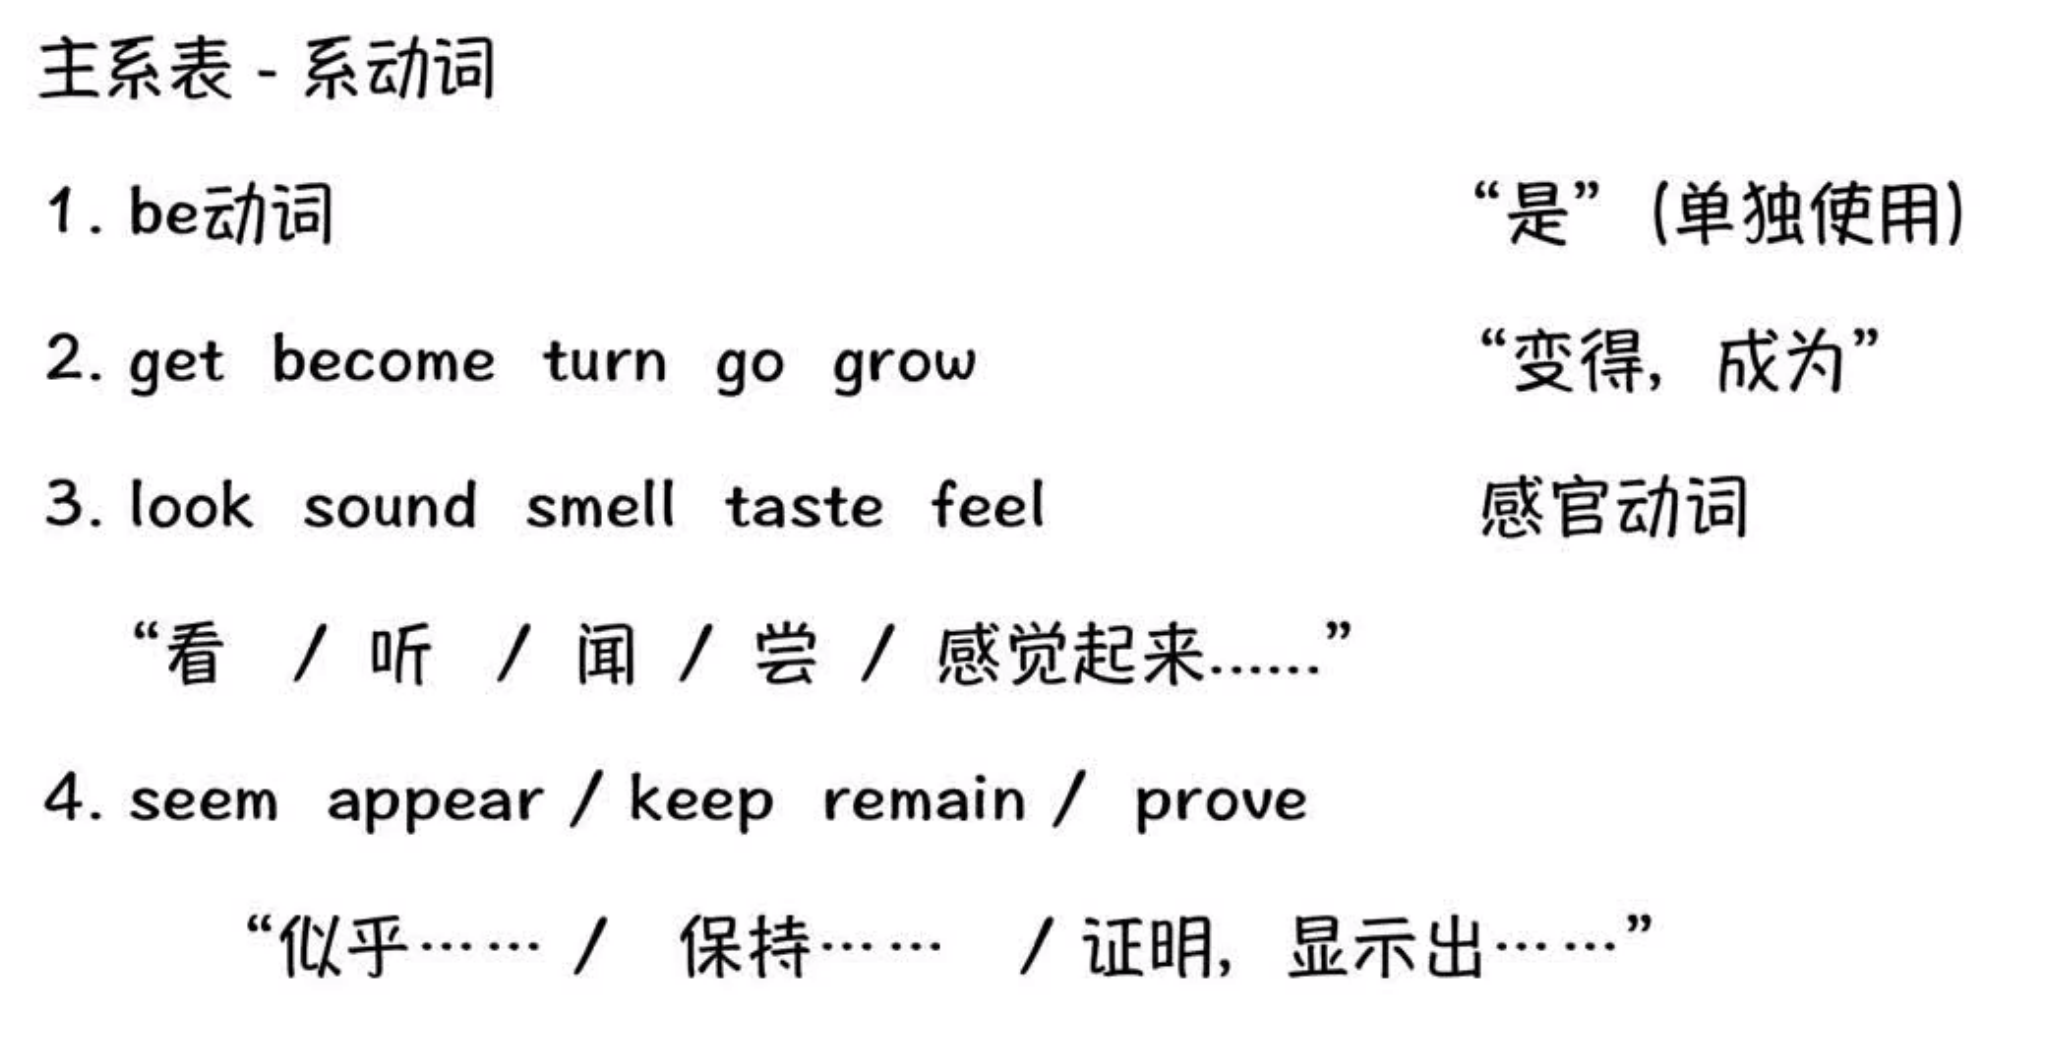 主系表 - 系动词
1. be动词 “是” (单独使用)
2. get become turn go grow “变得, 成为”
3. look sound smell taste feel 感官动词
“看 / 听 / 闻 / 尝 / 感觉起来......”
4. seem appear / keep remain / prove
“似乎…… / 保持…… / 证明, 显示出……”